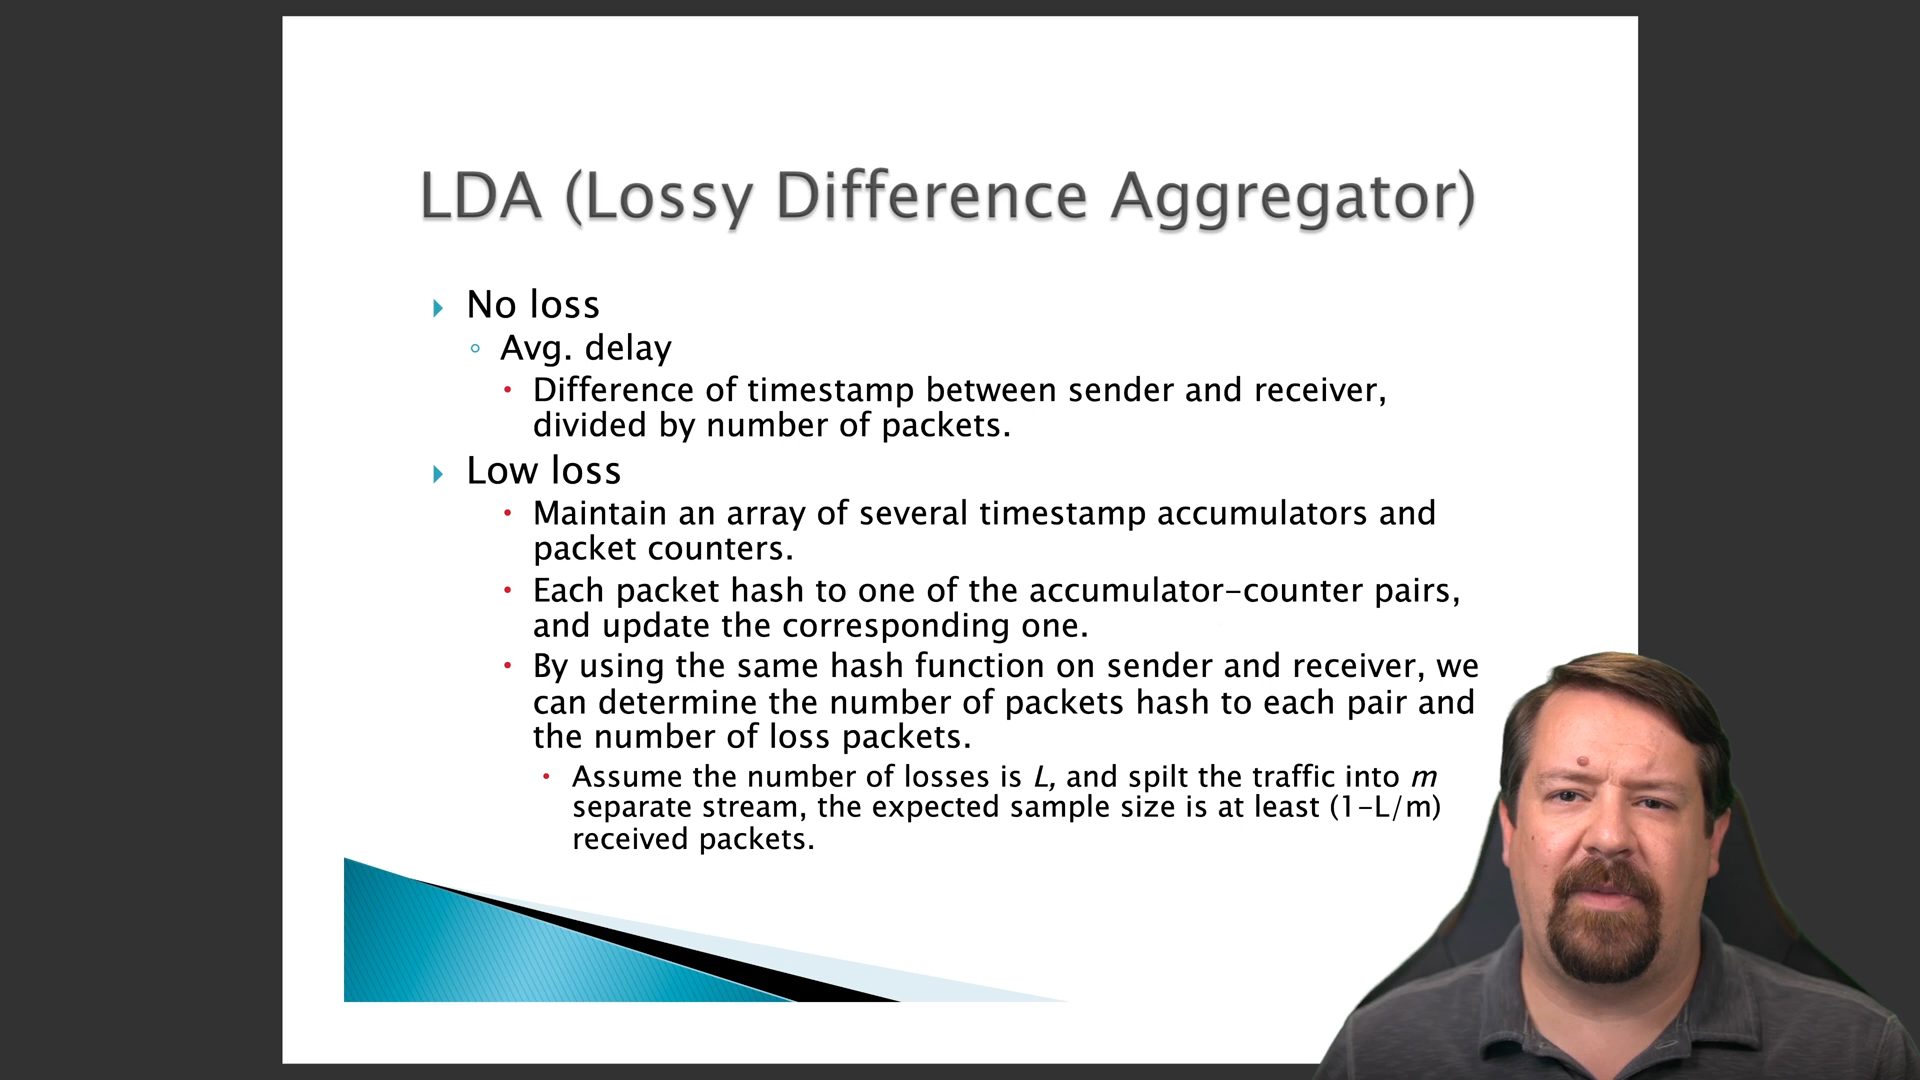 LDA (Lossy Difference Aggregator)
No loss
Avg. delay
Difference of timestamp between sender and receiver,
divided by number of packets.
Low loss
Maintain an array of several timestamp accumulators and
packet counters.
Each packet hash to one of the accumulator-counter pairs,
and update the corresponding one.
By using the same hash function on sender and receiver, we
can determine the number of packets hash to each pair and
the number of loss packets.
Assume the number of losses is L, and spilt the traffic into m
separate stream, the expected sample size is at least (1-L/m)
received packets.